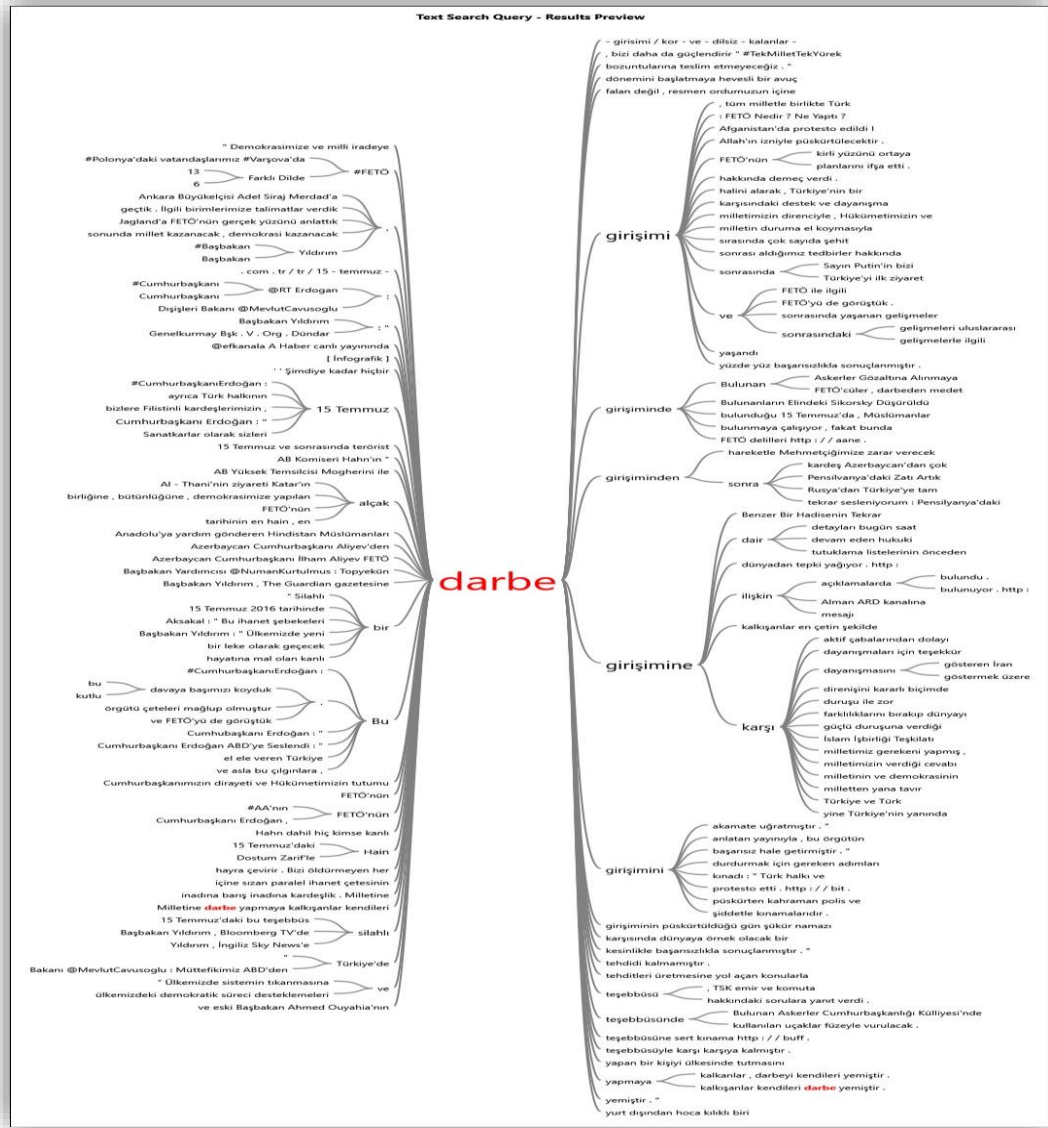 Text Search Query - Results Preview
" Demokrasimize ve milli iradeye
#Polonya'daki vatandaşlarımız #Varşova'da
13
6
Farklı Dilde
#FETÖ
Ankara Büyükelçisi Adel Siraj Merdad'a
geçtik . İlgili birimlerimize talimatlar verdik
Jagland'a FETÖ'nün gerçek yüzünü anlattık
sonunda millet kazanacak , demokrasi kazanacak
#Başbakan
Başbakan
Yıldırım
,
. com . tr / tr / 15 - temmuz -
#Cumhurbaşkanı
Cumhurbaşkanı
@RT Erdogan
Dışişleri Bakanı @MevlutCavusoglu
:
Başbakan Yıldırım
Genelkurmay Bşk . V . Org . Dündar
: "
@efkanala A Haber canlı yayınında
[ İnfografik ]
' ' Şimdiye kadar hiçbir
#CumhurbaşkanıErdoğan :
ayrıca Türk halkının
bizlere Filistinli kardeşlerimizin ,
Cumhurbaşkanı Erdoğan : "
Sanatkarlar olarak sizleri
15 Temmuz
15 Temmuz ve sonrasında terörist
AB Komiseri Hahn'ın "
AB Yüksek Temsilcisi Mogherini ile
Al - Thani'nin ziyareti Katar'ın
birliğine , bütünlüğüne , demokrasimize yapılan
FETÖ'nün
tarihinin en hain , en
alçak
Anadolu'ya yardım gönderen Hindistan Müslümanları
Azerbaycan Cumhurbaşkanı Aliyev'den
Azerbaycan Cumhurbaşkanı İlham Aliyev FETÖ
Başbakan Yardımcısı @NumanKurtulmus : Topyekün
Başbakan Yıldırım , The Guardian gazetesine
" Silahlı
15 Temmuz 2016 tarihinde
Aksakal : " Bu ihanet şebekeleri
Başbakan Yıldırım : " Ülkemizde yeni
bir leke olarak geçecek
hayatına mal olan kanlı
bir
#CumhurbaşkanıErdoğan :
bu
kutlu
davaya başımızı koyduk
örgütü çeteleri mağlup olmuştur
ve FETÖ'yü de görüştük
.
Cumhubaşkanı Erdoğan : "
Cumhurbaşkanı Erdoğan ABD'ye Seslendi : "
el ele veren Türkiye
ve asla bu çılgınlara ,
Bu
Cumhurbaşkanımızın dirayeti ve Hükümetimizin tutumu
FETÖ'nün
#AA'nın
Cumhurbaşkanı Erdoğan ,
FETÖ'nün
Hahn dahil hiç kimse kanlı
15 Temmuz'daki
Dostum Zarif'le
Hain
hayra çevirir . Bizi öldürmeyen her
içine sızan paralel ihanet çetesinin
inadına barış inadına kardeşlik . Milletine
Milletine darbe yapmaya kalkışanlar kendileri
15 Temmuz'daki bu teşebbüs
Başbakan Yıldırım , Bloomberg TV'de
Yıldırım , İngiliz Sky News'e
silahlı
"
Bakanı @MevlutCavusoglu : Müttefikimiz ABD'den
Türkiye'de
" Ülkemizde sistemin tıkanmasına
ülkemizdeki demokratik süreci desteklemeleri
ve
ve eski Başbakan Ahmed Ouyahia'nın
darbe
- girisimi / kor - ve - dilsiz - kalanlar -
, bizi daha da güçlendirir " #TekMilletTekYürek
bozuntularına teslim etmeyeceğiz . "
dönemini başlatmaya hevesli bir avuç
falan değil , resmen ordumuzun içine
girişimi
, tüm milletle birlikte Türk
: FETÖ Nedir ? Ne Yaptı ?
Afganistan'da protesto edildi I
Allah'ın izniyle püskürtülecektir .
FETÖ'nün
kirli yüzünü ortaya
planlarını ifşa etti .
hakkında demeç verdi .
halini alarak , Türkiye'nin bir
karşısındaki destek ve dayanışma
milletimizin direnciyle , Hükümetimizin ve
milletin duruma el koymasıyla
sırasında çok sayıda şehit
sonrası aldığımız tedbirler hakkında
sonrasında
Sayın Putin'in bizi
Türkiye'yi ilk ziyaret
ve
FETÖ ile ilgili
FETÖ'yü de görüştük .
sonrasında yaşanan gelişmeler
sonrasındaki
gelişmeleri uluslararası
gelişmelerle ilgili
yaşandı
yüzde yüz başarısızlıkla sonuçlanmıştır .
girişiminde
Bulunan
Askerler Gözaltına Alınmaya
FETÖ'cüler , darbeden medet
Bulunanların Elindeki Sikorsky Düşürüldü
bulunduğu 15 Temmuz'da , Müslümanlar
bulunmaya çalışıyor , fakat bunda
FETÖ delilleri http : / / aane .
girişiminden
hareketle Mehmetçiğimize zarar verecek
sonra
kardeş Azerbaycan'dan çok
Pensilvanya'daki Zatı Artık
Rusya'dan Türkiye'ye tam
tekrar sesleniyorum : Pensilyanya'daki
girişimine
Benzer Bir Hadisenin Tekrar
dair
detayları bugün saat
devam eden hukuki
tutuklama listelerinin önceden
dünyadan tepki yağıyor . http :
ilişkin
açıklamalarda
bulundu .
bulunuyor . http :
Alman ARD kanalına
mesajı
kalkışanlar en çetin şekilde
karşı
aktif çabalarından dolayı
dayanışmaları için teşekkür
dayanışmasını
gösteren İran
göstermek üzere
direnişini kararlı biçimde
duruşu ile zor
farklılıklarını bırakıp dünyayı
güçlü duruşuna verdiği
İslam İşbirliği Teşkilatı
milletimiz gerekeni yapmış ,
milletimizin verdiği cevabı
milletinin ve demokrasinin
milletten yana tavır
Türkiye ve Türk
yine Türkiye'nin yanında
girişimini
akamate uğratmıştır . "
anlatan yayınıyla , bu örgütün
başarısız hale getirmiştir . "
durdurmak için gereken adımları
kınadı : " Türk halkı ve
protesto etti . http : / / bit .
püskürten kahraman polis ve
şiddetle kınamalarıdır .
girişiminin püskürtüldüğü gün şükür namazı
karşısında dünyaya örnek olacak bir
kesinlikle başarısızlıkla sonuçlanmıştır . "
tehdidi kalmamıştır .
tehditleri üretmesine yol açan konularla
teşebbüsü
, TSK emir ve komuta
hakkındaki sorulara yanıt verdi .
teşebbüsünde
Bulunan Askerler Cumhurbaşkanlığı Külliyesi'nde
kullanılan uçaklar füzeyle vurulacak .
teşebbüsüne sert kınama http : / / buff .
teşebbüsüyle karşı karşıya kalmıştır .
yapan bir kişiyi ülkesinde tutmasını
yapmaya
kalkanlar , darbeyi kendileri yemiştir .
kalkışanlar kendileri darbe yemiştir .
yemiştir . "
yurt dışından hoca kılıklı biri